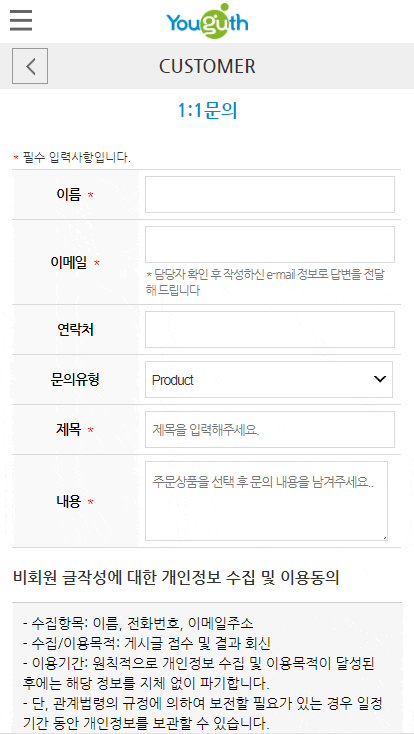 Youguth
CUSTOMER
1:1문의
* 필수 입력사항입니다.
이름 *
이메일 *
* 담당자 확인 후 작성하신 e-mail 정보로 답변을 전달
해 드립니다
연락처
문의유형
Product
제목 *
제목을 입력해주세요.
내용 *
주문상품을 선택 후 문의 내용을 남겨주세요..
비회원 글작성에 대한 개인정보 수집 및 이용동의
- 수집항목: 이름, 전화번호, 이메일주소
- 수집/이용목적: 게시글 접수 및 결과 회신
- 이용기간: 원칙적으로 개인정보 수집 및 이용목적이 달성된
후에는 해당 정보를 지체 없이 파기합니다.
- 단, 관계법령의 규정에 의하여 보전할 필요가 있는 경우 일정
기간 동안 개인정보를 보관할 수 있습니다.